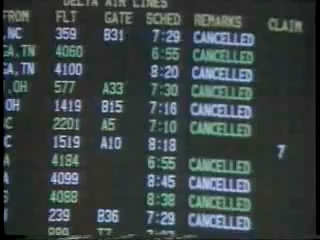 DELTA AIR LINES
FROM FLT GATE SCHED REMARKS CLAIM
,NC 359 B31 7:29 CANCELLED
GA,TN 4060 6:55 CANCELLED
GA,TN 4100 8:20 CANCELLED
,OH 577 A33 7:30 CANCELLED
,OH 1419 B15 7:16 CANCELLED
C 2201 A5 7:10 CANCELLED
C 1519 A10 8:18 7
A 4184 6:55 CANCELLED
A 4099 8:45 CANCELLED
4088 8:38 CANCELLED
239 B36 7:29 CANCELLED